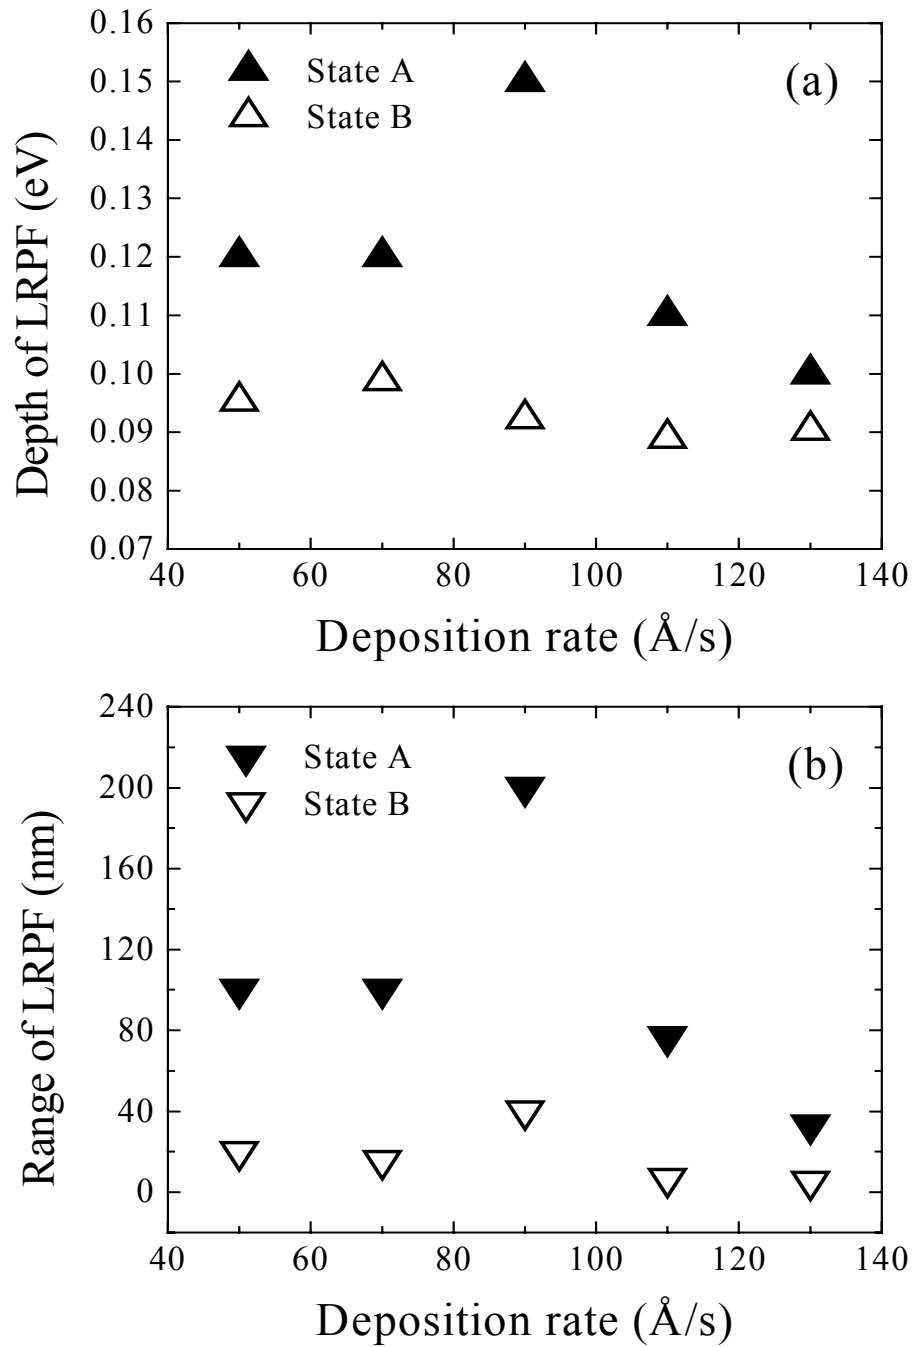 (a)
State A
State B
Depth of LRPF (eV)
0.16
0.15
0.14
0.13
0.12
0.11
0.10
0.09
0.08
0.07
40 60 80 100 120 140
Deposition rate (Å/s)
(b)
State A
State B
Range of LRPF (nm)
240
200
160
120
80
40
0
40 60 80 100 120 140
Deposition rate (Å/s)